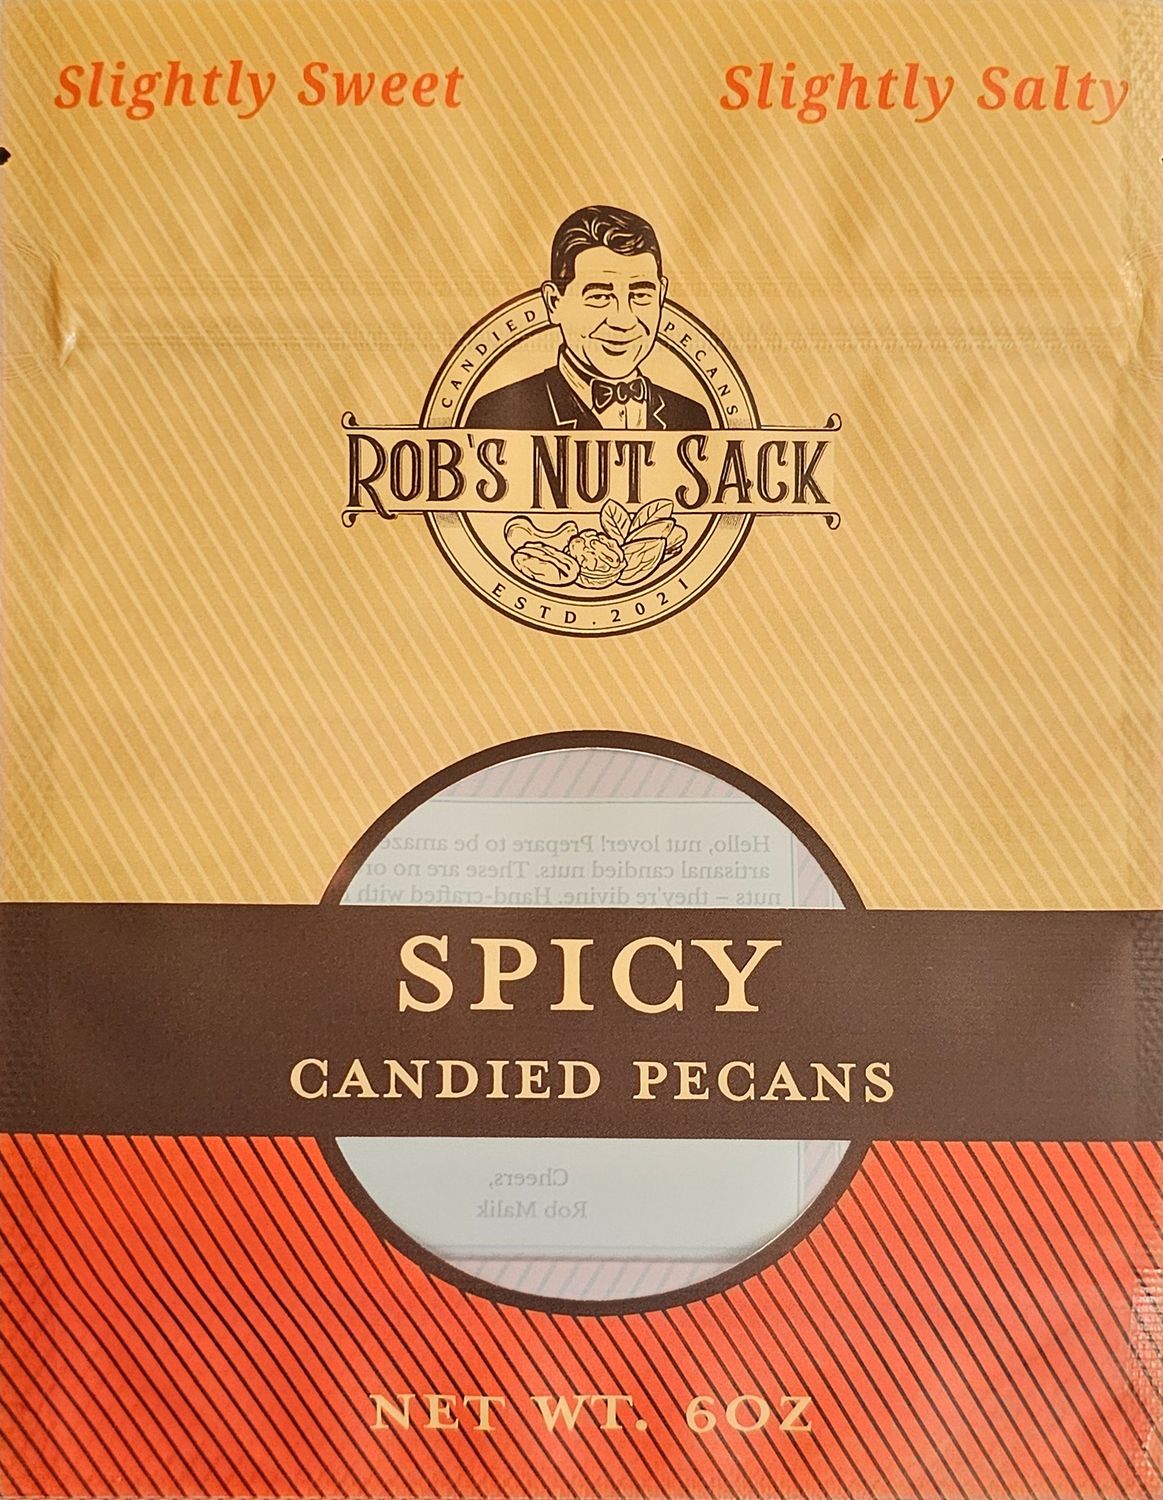 Slightly Sweet
Slightly Salty
CANDIED PECANS
ROB'S NUT SACK
ESTD. 2021
Hello, nut lover! Prepare to be amaze
artisanal candied nuts. These are no or
nuts – they're divine. Hand-crafted with
SPICY
CANDIED PECANS
Cheers,
Rob Malik
NET WT. 6OZ